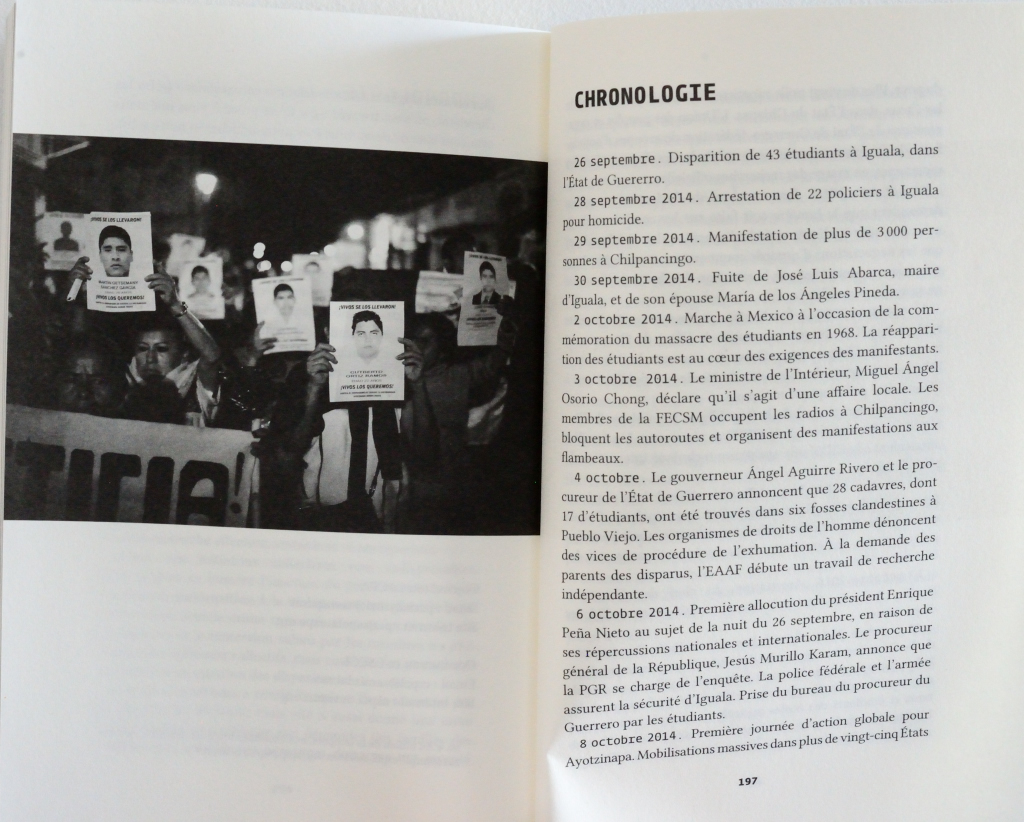 ¡VIVOS SE LOS LLEVARON!
¡VIVOS LOS QUEREMOS!
¡VIVOS SE LOS LLEVARON!
CUTBERTO
ORTIZ RAMOS
¡VIVOS LOS QUEREMOS!
TICIA!
CHRONOLOGIE
26 septembre. Disparition de 43 étudiants à Iguala, dans
l'État de Guererro.
28 septembre 2014. Arrestation de 22 policiers à Iguala
pour homicide.
29 septembre 2014. Manifestation de plus de 3 000 per-
sonnes à Chilpancingo.
30 septembre 2014. Fuite de José Luis Abarca, maire
d'Iguala, et de son épouse María de los Ángeles Pineda.
2 octobre 2014. Marche à Mexico à l'occasion de la com-
mémoration du massacre des étudiants en 1968. La réappari-
tion des étudiants est au cœur des exigences des manifestants.
3 octobre 2014. Le ministre de l'Intérieur, Miguel Ángel
Osorio Chong, déclare qu'il s'agit d'une affaire locale. Les
membres de la FECSM occupent les radios à Chilpancingo,
bloquent les autoroutes et organisent des manifestations aux
flambeaux.
4 octobre. Le gouverneur Ángel Aguirre Rivero et le pro-
cureur de l'État de Guerrero annoncent que 28 cadavres, dont
17 d'étudiants, ont été trouvés dans six fosses clandestines à
Pueblo Viejo. Les organismes de droits de l'homme dénoncent
des vices de procédure de l'exhumation. À la demande des
parents des disparus, l'EAAF débute un travail de recherche
indépendante.
6 octobre 2014. Première allocution du président Enrique
Peña Nieto au sujet de la nuit du 26 septembre, en raison de
ses répercussions nationales et internationales. Le procureur
général de la République, Jesús Murillo Karam, annonce que
la PGR se charge de l'enquête. La police fédérale et l'armée
assurent la sécurité d'Iguala. Prise du bureau du procureur du
Guerrero par les étudiants.
8 octobre 2014. Première journée d'action globale pour
Ayotzinapa. Mobilisations massives dans plus de vingt-cinq États
197